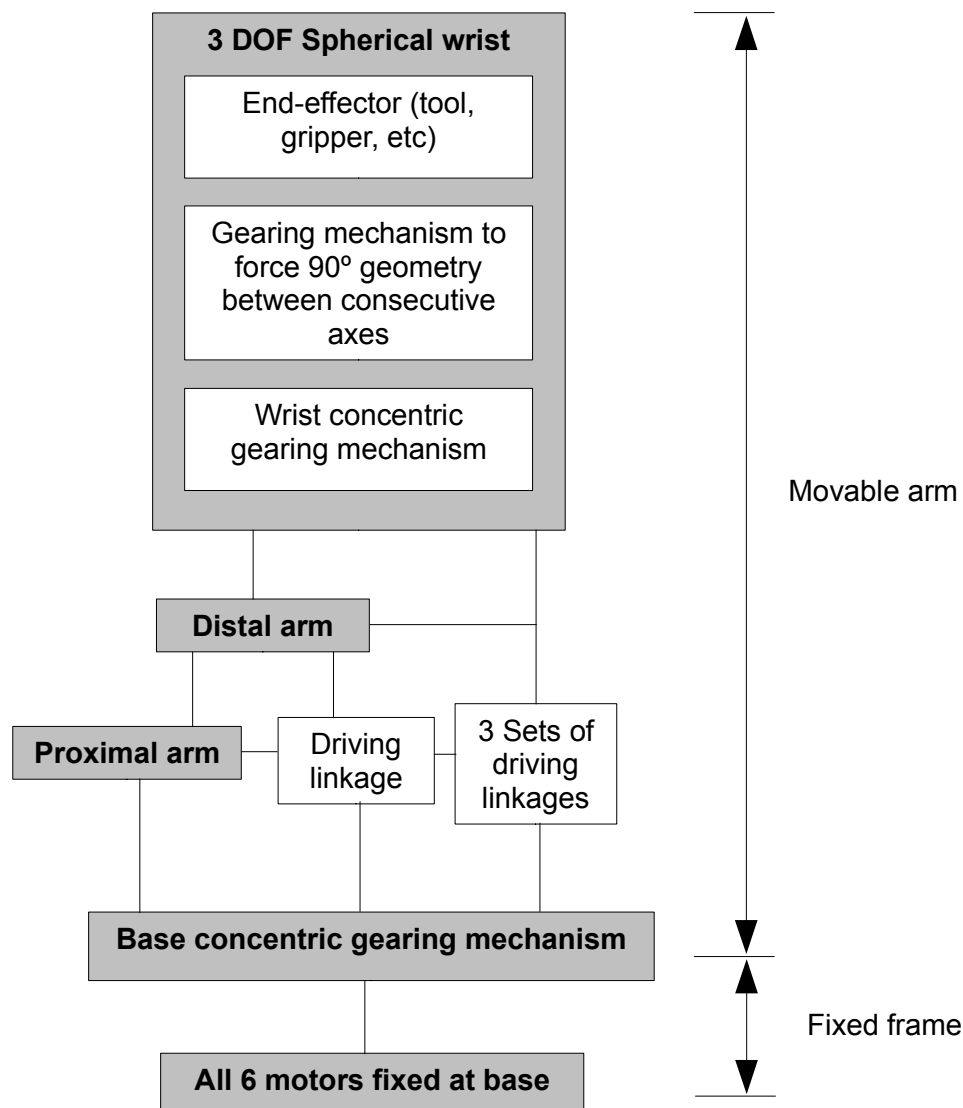 3 DOF Spherical wrist
End-effector (tool,
gripper, etc)
Gearing mechanism to
force 90º geometry
between consecutive
axes
Wrist concentric
gearing mechanism
Movable arm
Distal arm
Proximal arm
Driving
linkage
3 Sets of
driving
linkages
Base concentric gearing mechanism
Fixed frame
All 6 motors fixed at base